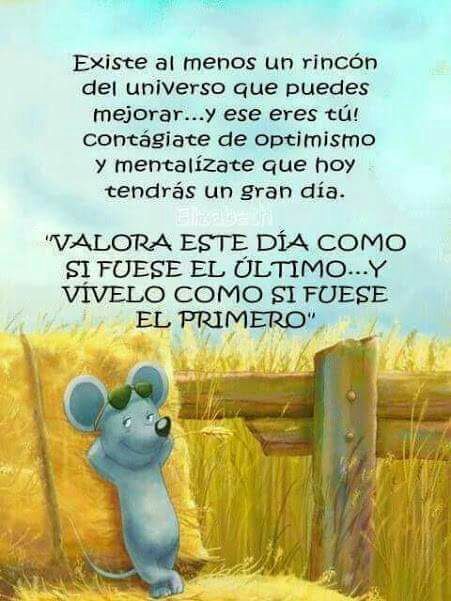 Existe al menos un rincón
del universo que puedes
mejorar...y ese eres tú!
Contágiate de optimismo
y mentalízate que hoy
tendrás un gran día.
Elizabeth
"VALORA ESTE DÍA COMO
SI FUESE EL ÚLTIMO...Y
VÍVELO COMO SI FUESE
EL PRIMERO"